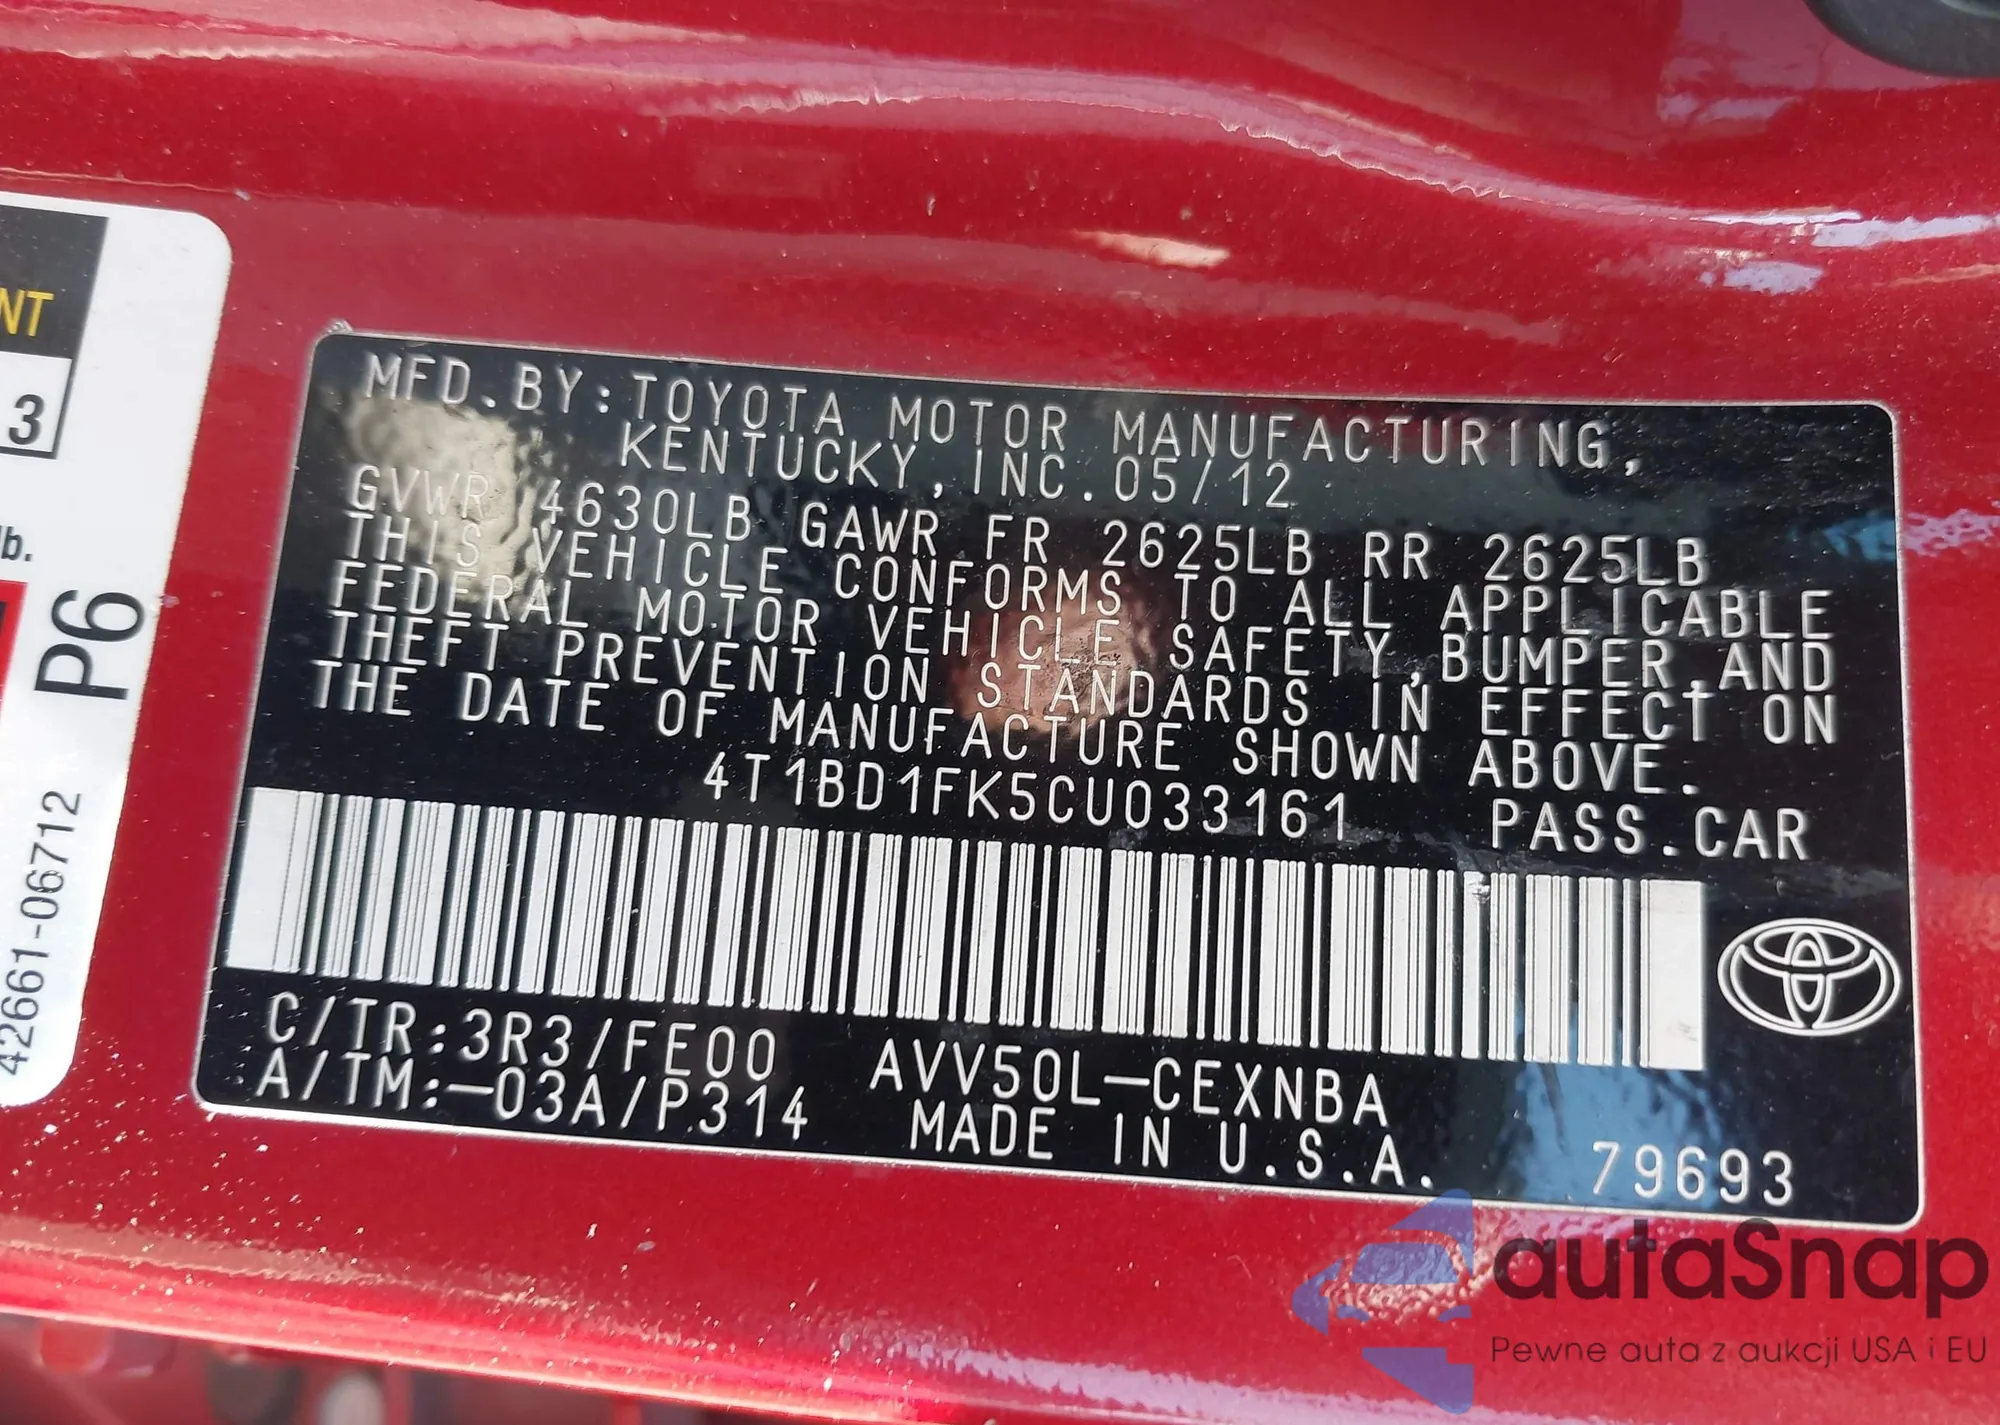 NT
3
lb.
P6
42661-06712
MFD.BY:TOYOTA MOTOR MANUFACTURING,
KENTUCKY,INC.05/12
GVWR 4630LB GAWR FR 2625LB RR 2625LB
THIS VEHICLE CONFORMS TO ALL APPLICABLE
FEDERAL MOTOR VEHICLE SAFETY,BUMPER,AND
THEFT PREVENTION STANDARDS IN EFFECT ON
THE DATE OF MANUFACTURE SHOWN ABOVE.
4T1BD1FK5CU033161 PASS.CAR
C/TR:3R3/FE00 AVV50L-CEXNBA
A/TM:-03A/P314 MADE IN U.S.A. 79693
autaSnap
Pewne auta z aukcji USA i EU